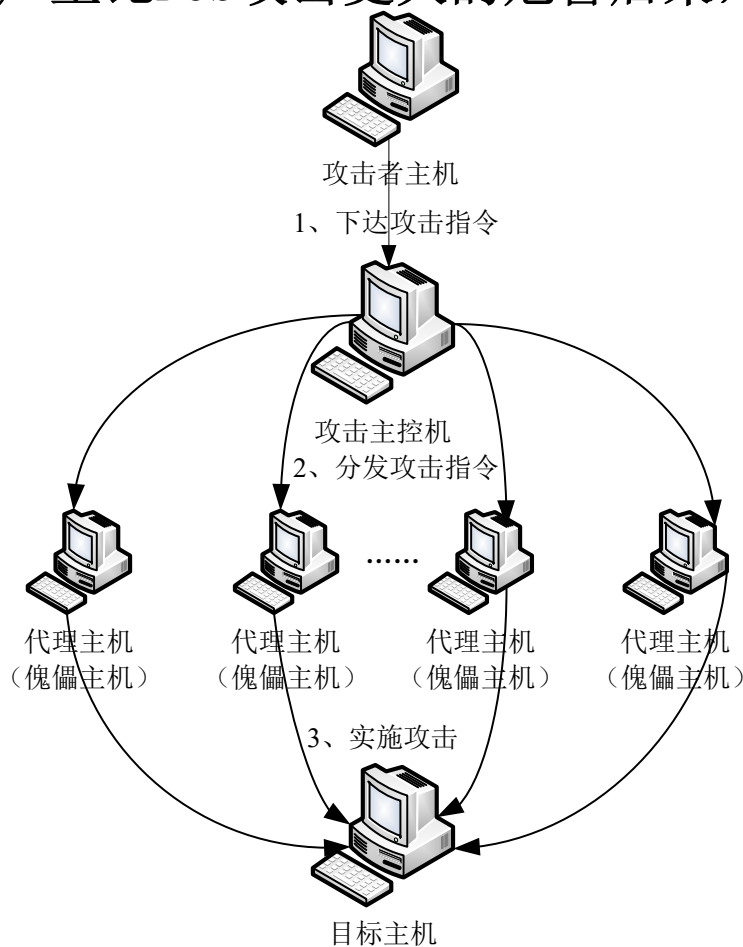 攻击者主机
1、下达攻击指令
攻击主控机
2、分发攻击指令
……
代理主机
（傀儡主机）
代理主机
（傀儡主机）
代理主机
（傀儡主机）
代理主机
（傀儡主机）
3、实施攻击
目标主机